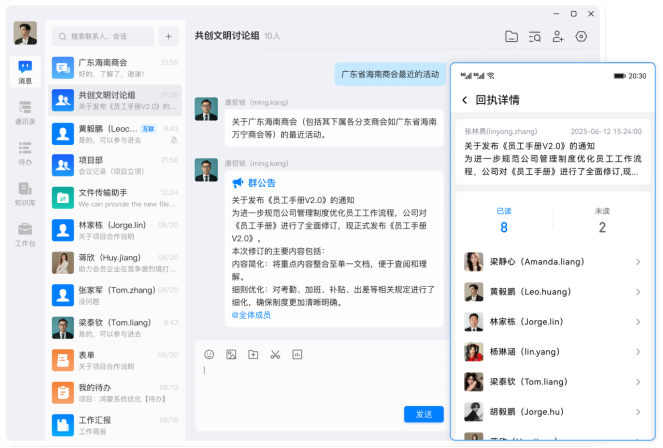 搜索联系人、会话
+
消息
通讯录
待办
知识库
工作台
广东海南商会 21:56
好的，了解了，谢谢！
共创文明讨论组 21:56
关于发布《员工手册V2.0》的...
黄毅鹏（Leoc... 互联 8:43
是的，可以参与进去
项目部 21:56
会议记录（项目立项）
文件传输助手 12:24
We can provide the new file...
林家栋（Jorge.lin） 08/20
关于项目合作说明
蒋欣（Huy.jiang） 08/20
助力会员企业在竞争激烈端打...
张家军（Tom.zhang） 08/20
没问题
梁泰钦（Tom.liang） 8:43
是的，可以参与进去
表单 08/20
关于项目合作说明
我的待办 08/12
项目：鸿蒙系统优化【待办】
工作汇报 08/16
工作周报
共创文明讨论组 10人
广东省海南商会最近的活动
康哲铭（ming.kang）
关于广东海南商会（包括其下属各分支商会如广东省海南
万宁商会等）的最近活动。
康哲铭（ming.kang）
群公告
关于发布《员工手册V2.0》的通知
为进一步规范公司管理制度优化员工工作流程，公司对
《员工手册》进行了全面修订，现正式发布《员工手册
V2.0》。
本次修订的主要内容包括：
内容简化：将重点内容整合至单一文档，便于查阅和理
解。
细则优化：对考勤、加班、补贴、出差等相关规定进行了
细化，确保制度更加清晰明确。
@全体成员
发送
5G 5G 20:30
回执详情
张林勇(linyong.zhang) 2025-06-12 15:24:00
关于发布《员工手册V2.0》的通知
为进一步规范公司管理制度优化员工工作流
程，公司对《员工手册》进行了全面修订,现...
已读 未读
8 2
梁静心（Amanda.liang）
黄毅鹏（Leo.huang）
林家栋（Jorge.lin）
杨琳涵（lin.yang）
梁泰钦（Tom.liang）
胡毅鹏（Jorge.hu）